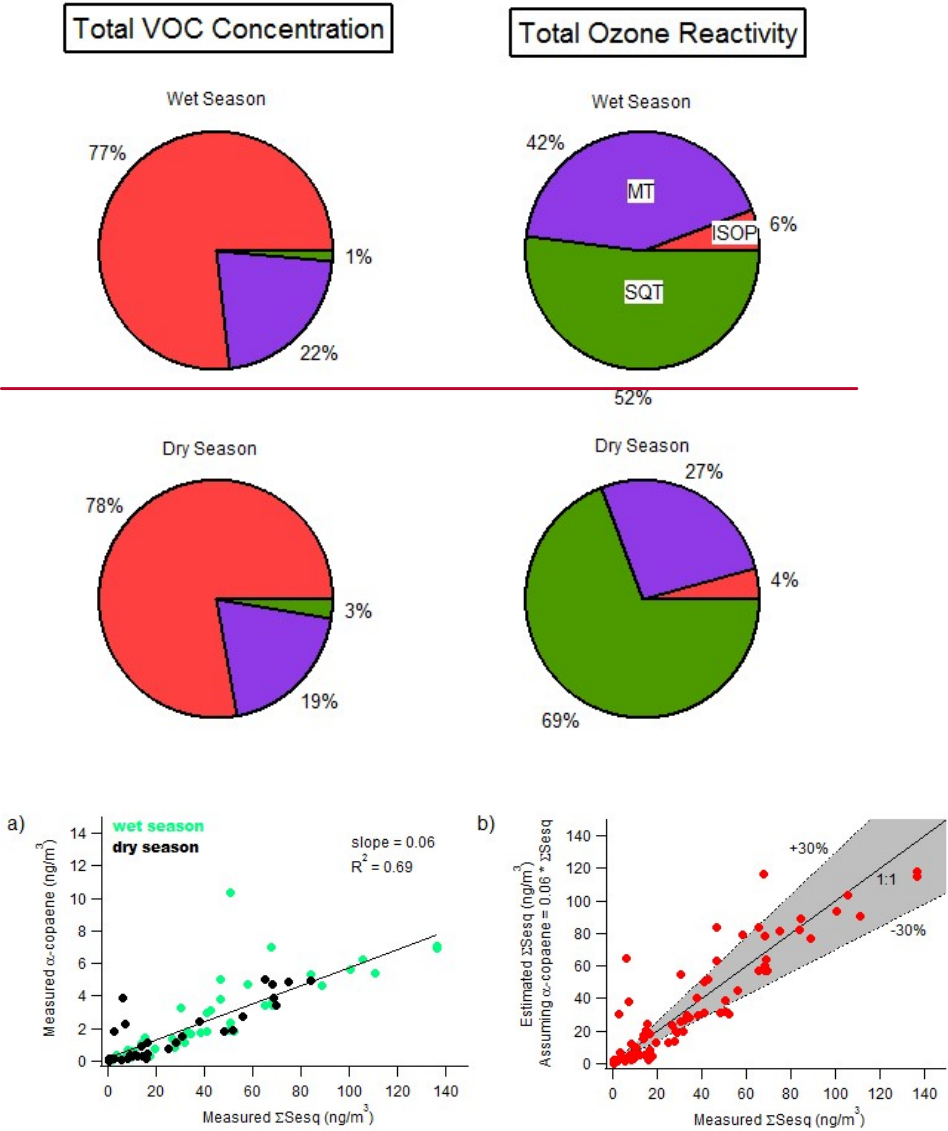 Total VOC Concentration
Total Ozone Reactivity
Wet Season
Wet Season
77%
1%
22%
42%
MT
ISOP
6%
SQT
52%
Dry Season
Dry Season
78%
3%
19%
27%
4%
69%
a)
wet season
dry season
slope = 0.06
R² = 0.69
Measured α-copaene (ng/m³)
14
12
10
8
6
4
2
0
0
20
40
60
80
100
120
140
Measured ΣSesq (ng/m³)
b)
+30%
1:1
-30%
Estimated ΣSesq (ng/m³)
Assuming α-copaene = 0.06 * ΣSesq
140
120
100
80
60
40
20
0
0
20
40
60
80
100
120
140
Measured ΣSesq (ng/m³)